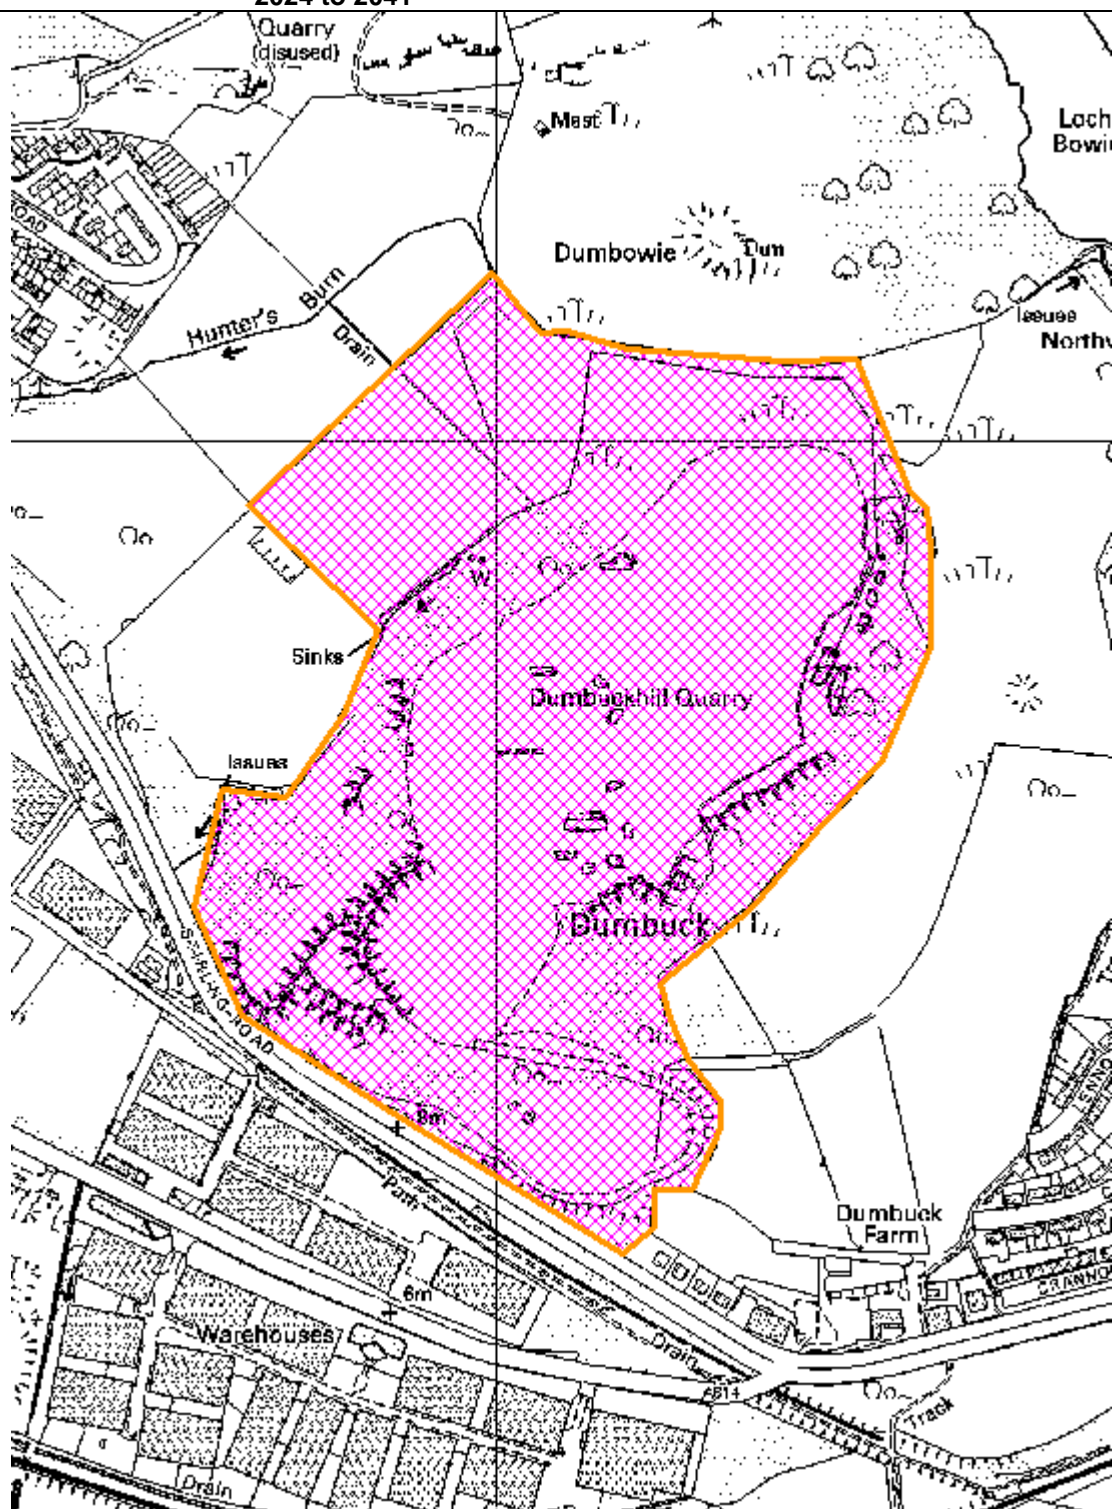 2024 to 2041
Quarry
(disused)
Mast
Loch
Bowie
Dumbowie
Dun
Burn
Hunter's
Drain
Issues
Northw
W
Sinks
Dumbuckhill Quarry
Issues
Dumbuck
STIRLING ROAD
8m
Path
Dumbuck
Farm
6m
Warehouses
Drain
A814
Track
Drain